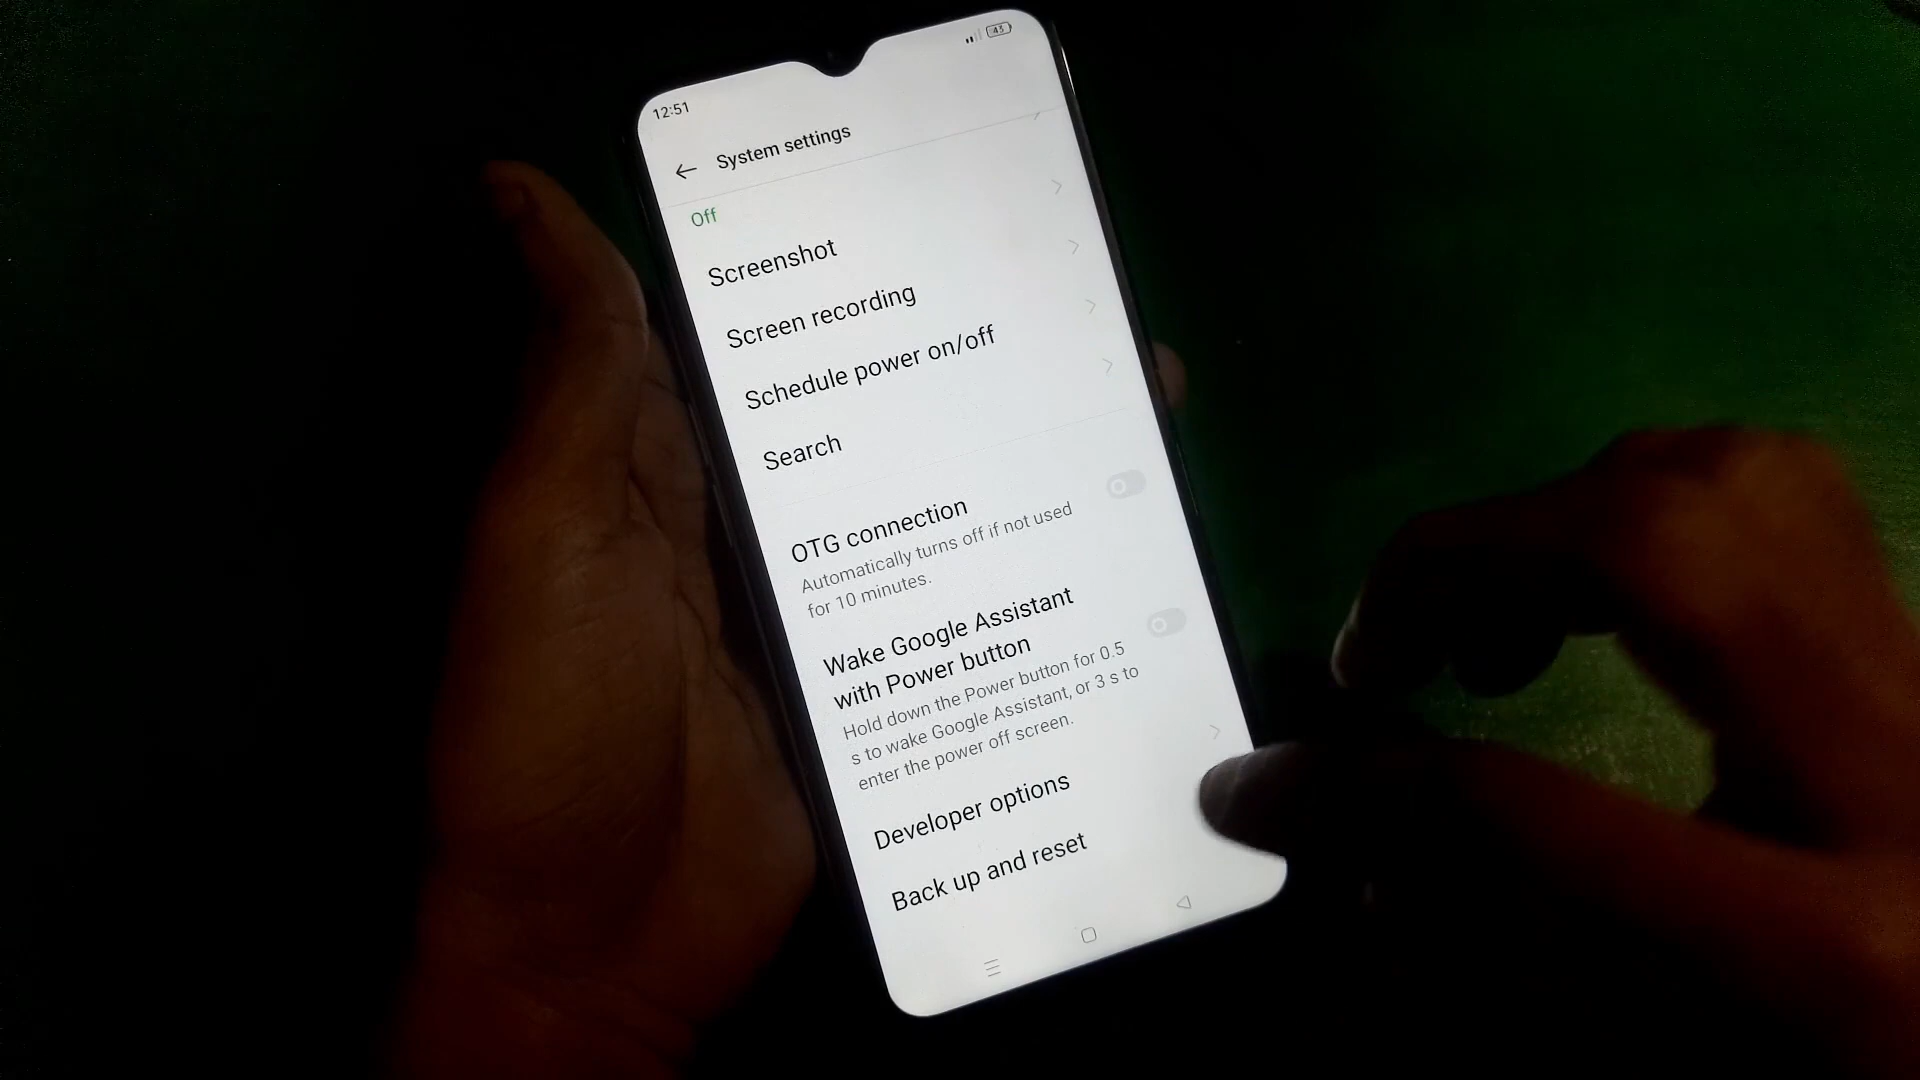 12:51
43
System settings
Off
Screenshot
Screen recording
Schedule power on/off
Search
OTG connection
Automatically turns off if not used
for 10 minutes.
Wake Google Assistant
with Power button
Hold down the Power button for 0.5
s to wake Google Assistant, or 3 s to
enter the power off screen.
Developer options
Back up and reset